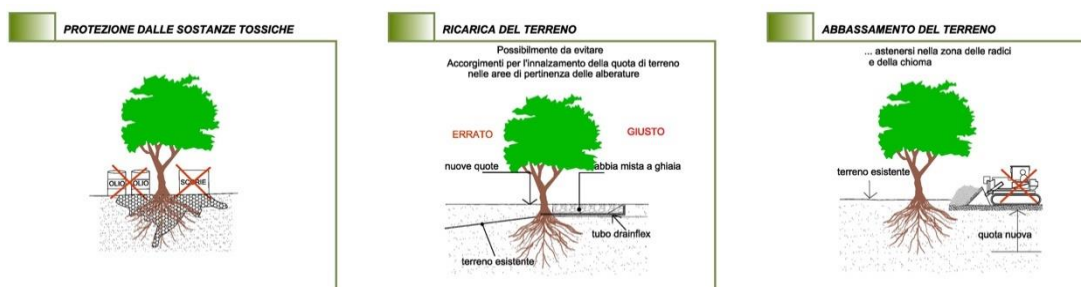 PROTEZIONE DALLE SOSTANZE TOSSICHE
OLIO
OLIO
SCORIE
RICARICA DEL TERRENO
Possibilmente da evitare
Accorgimenti per l'innalzamento della quota di terreno
nelle aree di pertinenza delle alberature
ERRATO
GIUSTO
nuove quote
sabbia mista a ghiaia
tubo drainflex
terreno esistente
ABBASSAMENTO DEL TERRENO
... astenersi nella zona delle radici
e della chioma
terreno esistente
quota nuova